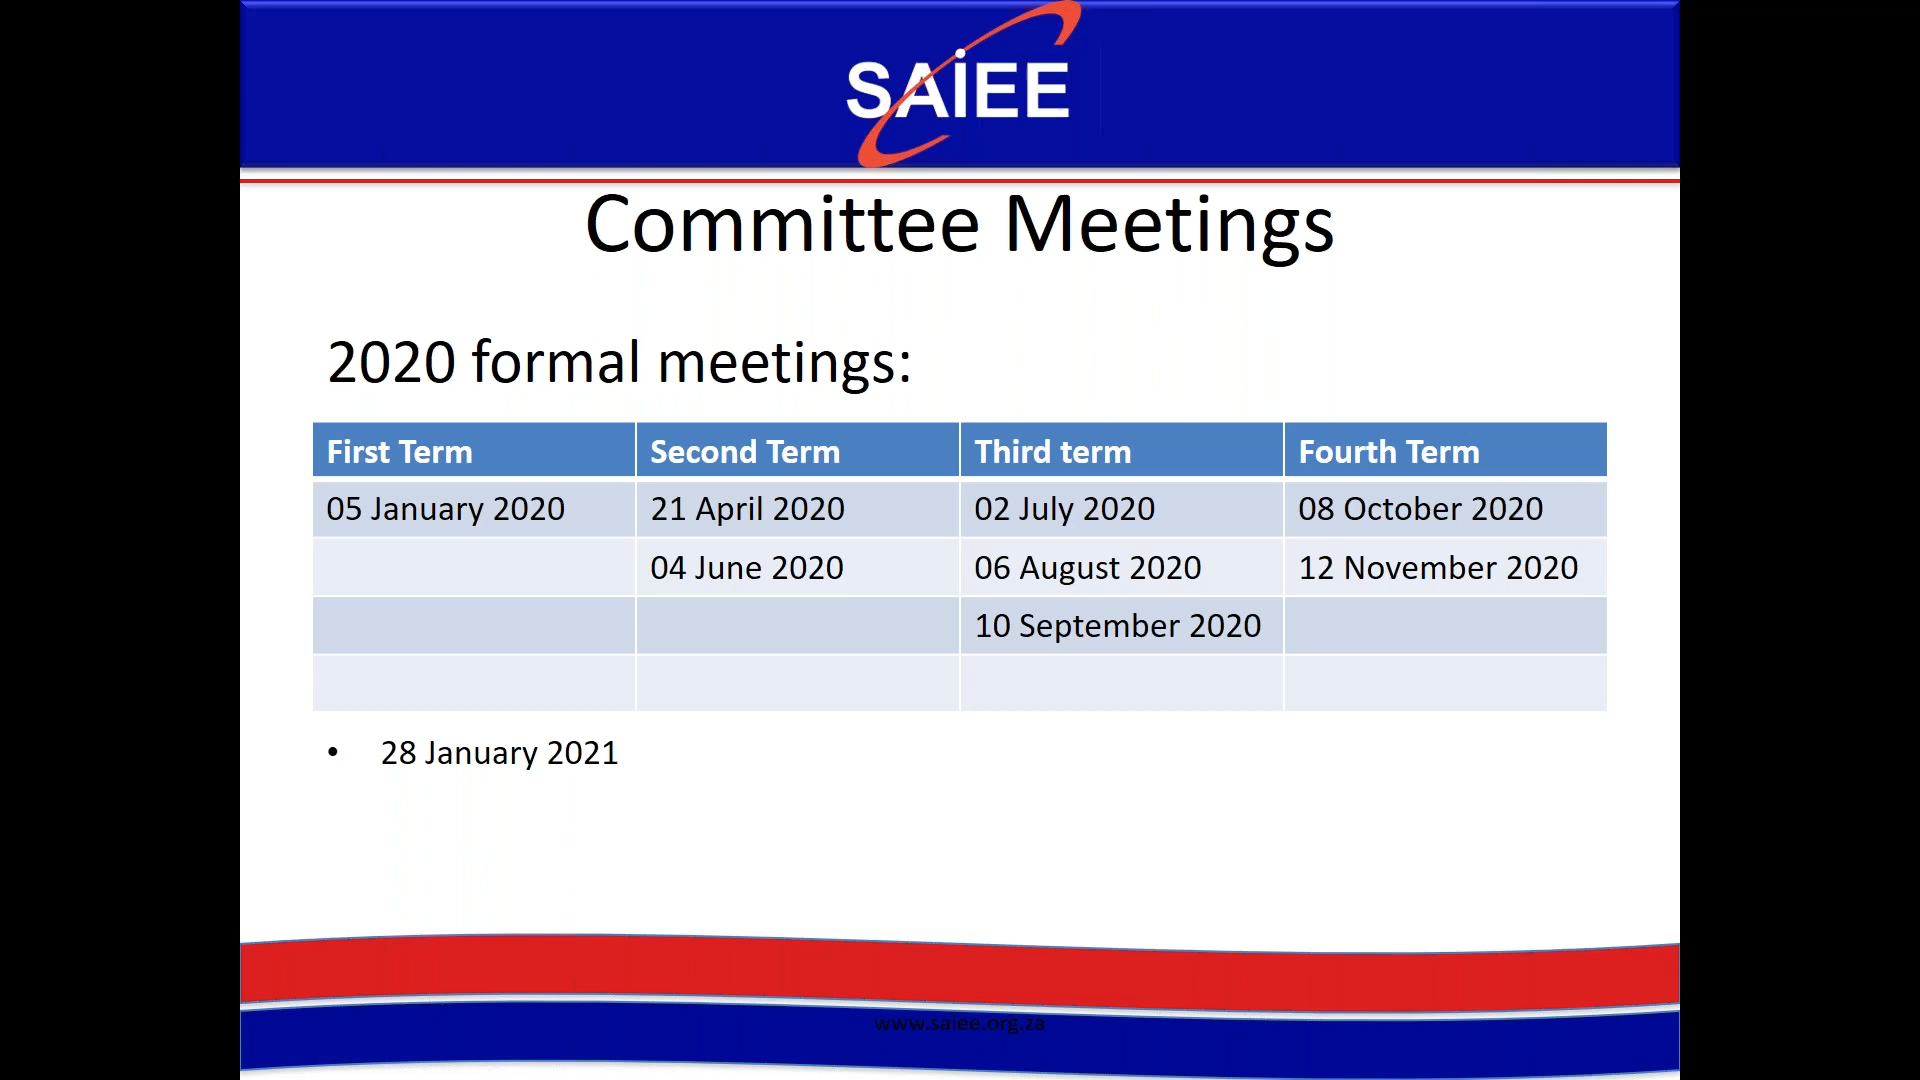 SAIEE
Committee Meetings
2020 formal meetings:
First Term Second Term Third term Fourth Term
05 January 2020 21 April 2020 02 July 2020 08 October 2020
04 June 2020 06 August 2020 12 November 2020
10 September 2020
• 28 January 2021
www.saiee.org.za